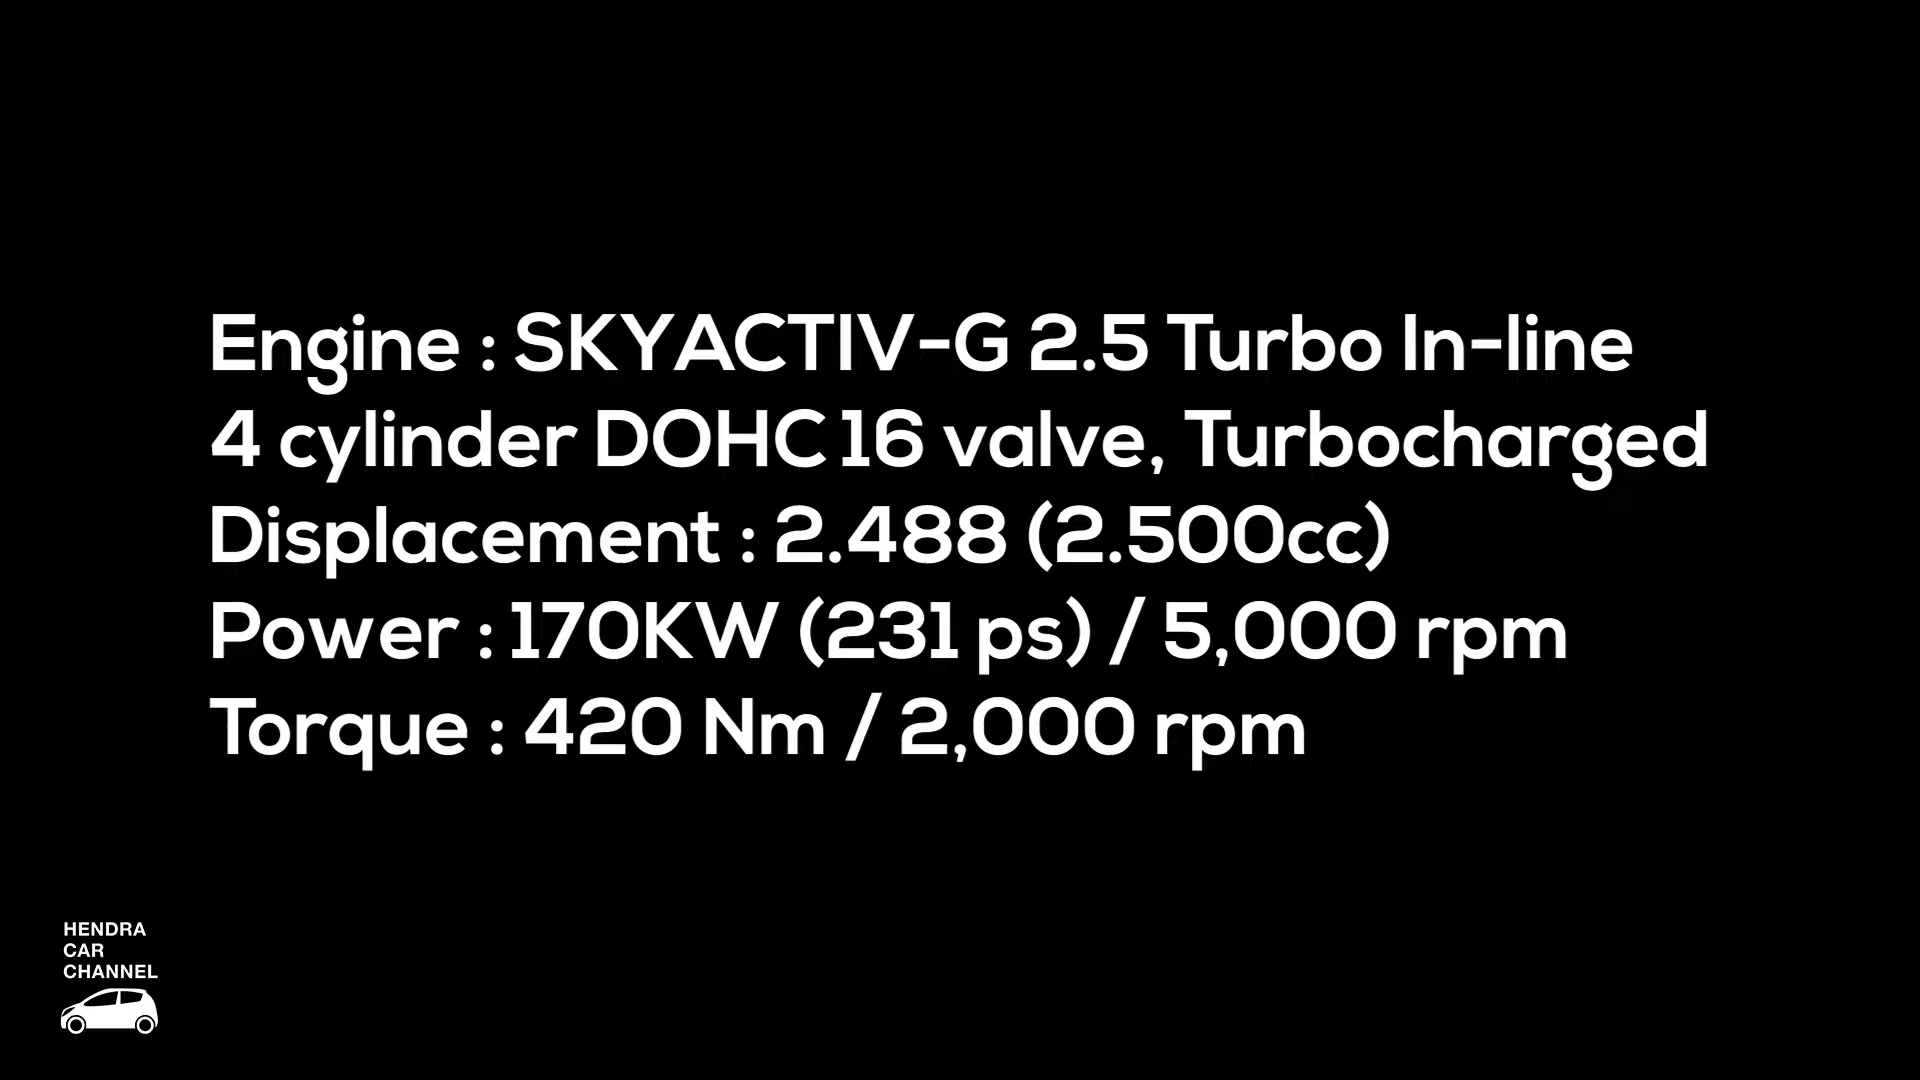 Engine : SKYACTIV-G 2.5 Turbo In-line
4 cylinder DOHC 16 valve, Turbocharged
Displacement : 2.488 (2.500cc)
Power : 170KW (231 ps) / 5,000 rpm
Torque : 420 Nm / 2,000 rpm
HENDRA
CAR
CHANNEL